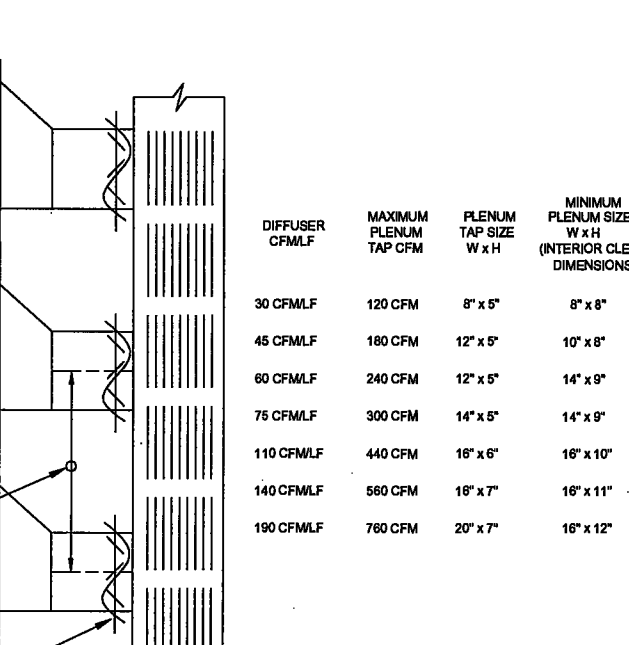 DIFFUSER
CFM/LF
MAXIMUM
PLENUM
TAP CFM
PLENUM
TAP SIZE
W x H
MINIMUM
PLENUM SIZE
W x H
(INTERIOR CLE
DIMENSIONS
30 CFM/LF 120 CFM 8" x 5" 8" x 8"
45 CFM/LF 180 CFM 12" x 5" 10" x 8"
60 CFM/LF 240 CFM 12" x 5" 14" x 9"
75 CFM/LF 300 CFM 14" x 5" 14" x 9"
110 CFM/LF 440 CFM 16" x 6" 16" x 10"
140 CFM/LF 560 CFM 16" x 7" 16" x 11"
190 CFM/LF 760 CFM 20" x 7" 16" x 12"